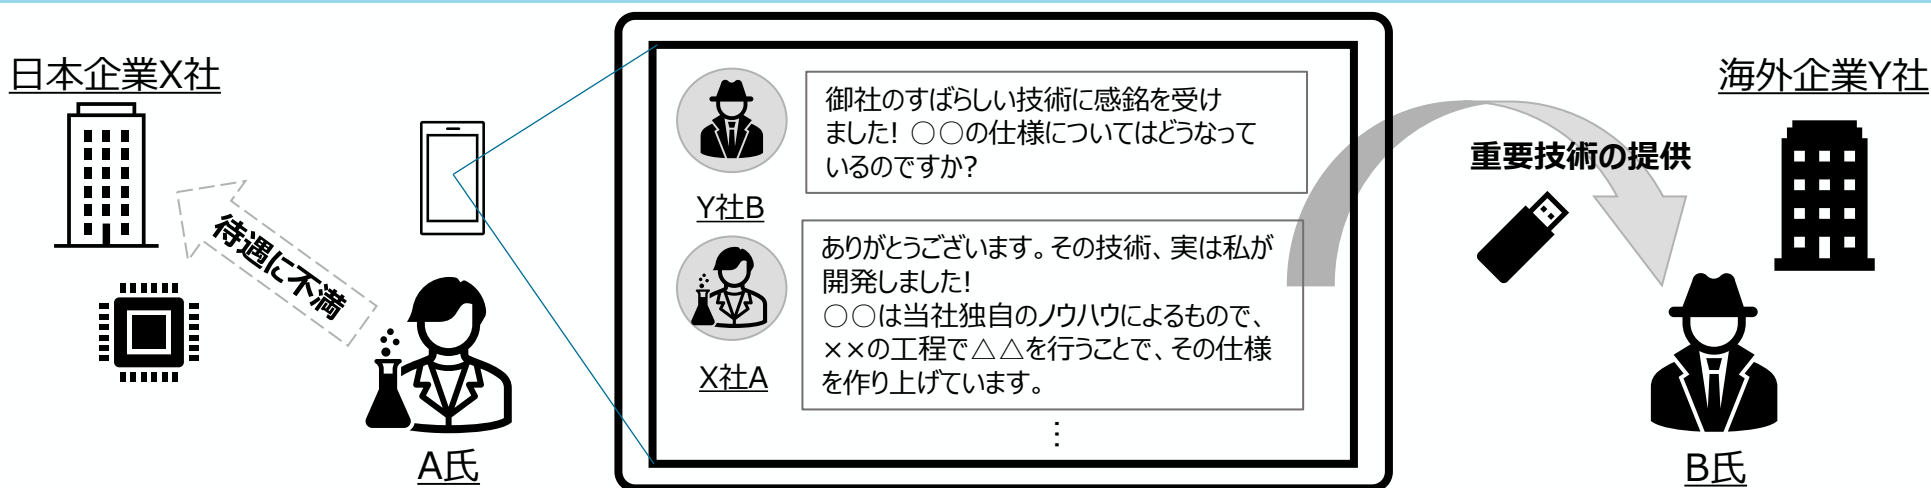 日本企業X社
待遇に不満
A氏
御社のすばらしい技術に感銘を受け
ました! ○○の仕様についてはどうなって
いるのですか?
Y社B
ありがとうございます。その技術、実は私が
開発しました!
○○は当社独自のノウハウによるもので、
××の工程で△△を行うことで、その仕様
を作り上げています。
X社A
⋮
重要技術の提供
海外企業Y社
B氏